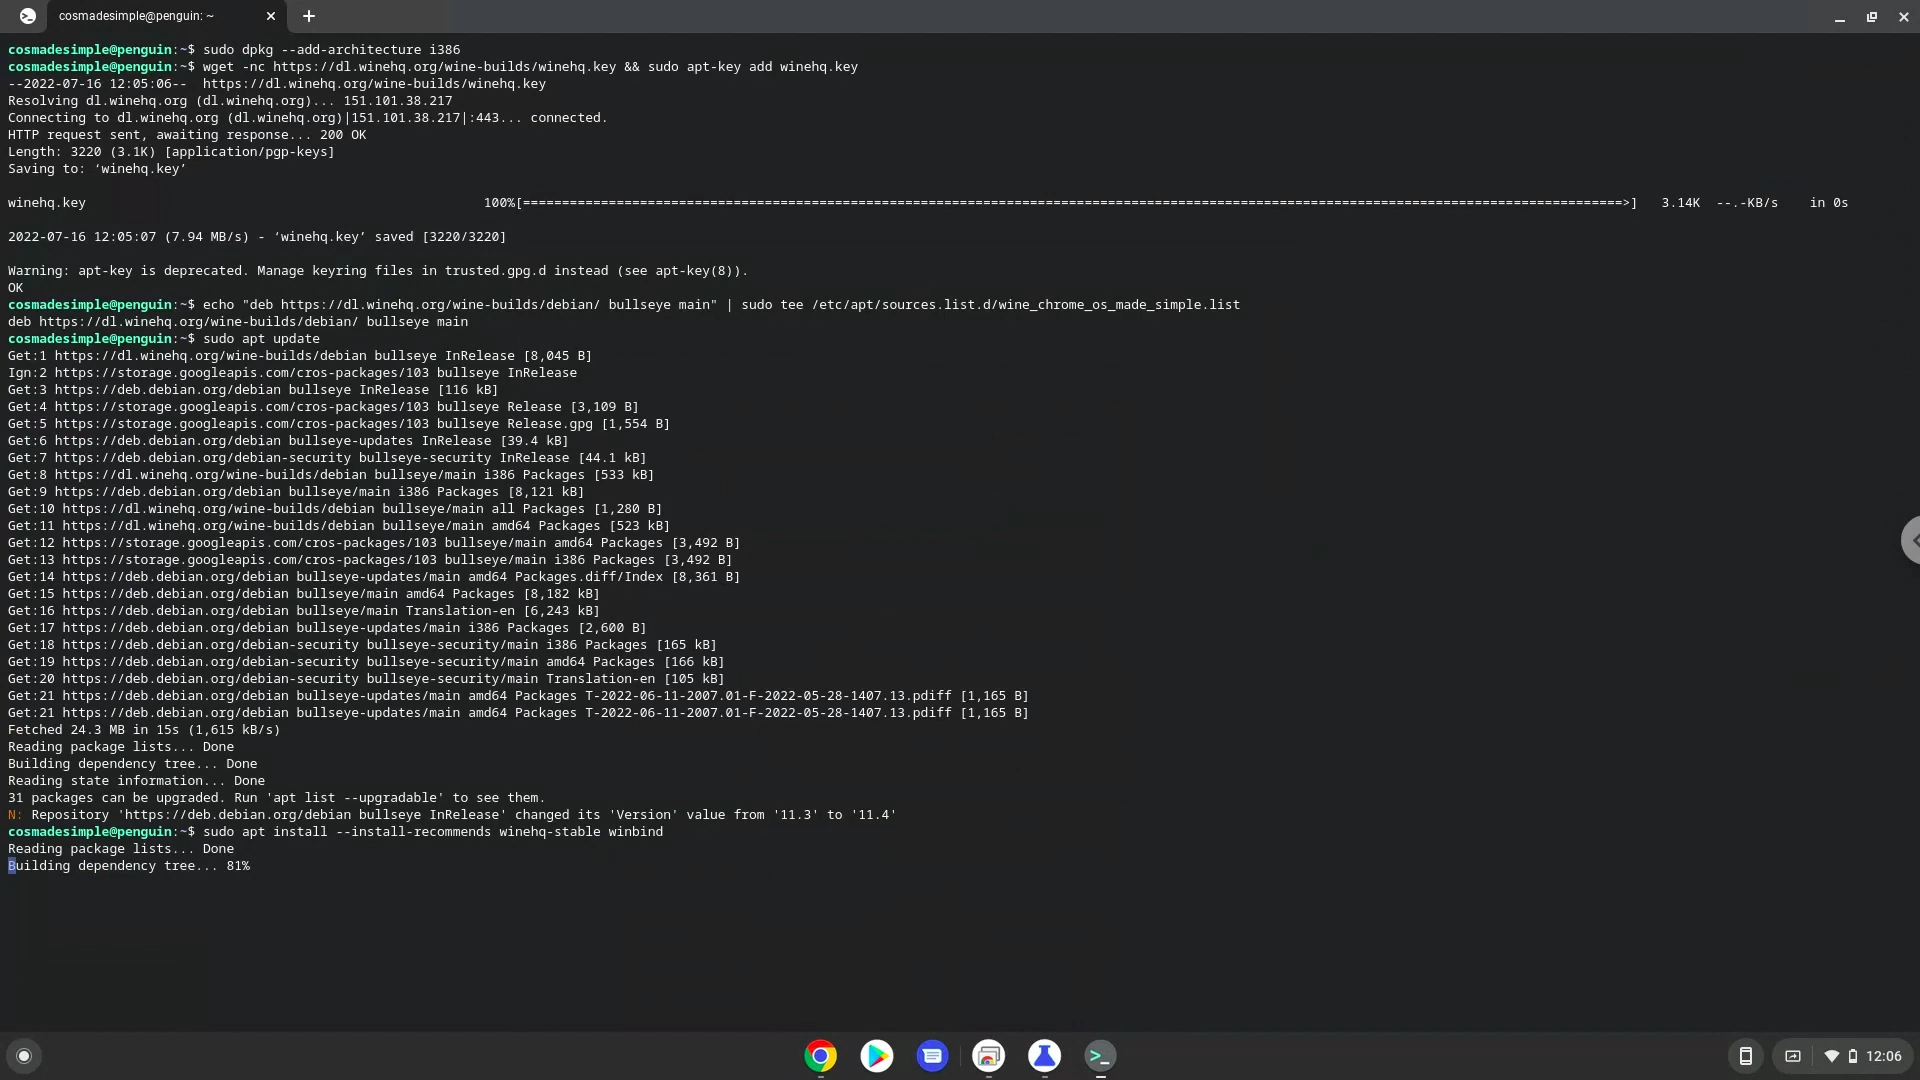 cosmadesimple@penguin: ~
cosmadesimple@penguin:~$ sudo dpkg --add-architecture i386
cosmadesimple@penguin:~$ wget -nc https://dl.winehq.org/wine-builds/winehq.key && sudo apt-key add winehq.key
--2022-07-16 12:05:06--  https://dl.winehq.org/wine-builds/winehq.key
Resolving dl.winehq.org (dl.winehq.org)... 151.101.38.217
Connecting to dl.winehq.org (dl.winehq.org)|151.101.38.217|:443... connected.
HTTP request sent, awaiting response... 200 OK
Length: 3220 (3.1K) [application/pgp-keys]
Saving to: ‘winehq.key’
winehq.key 100%[=============================================================================================================================================>] 3.14K --.-KB/s in 0s
2022-07-16 12:05:07 (7.94 MB/s) - ‘winehq.key’ saved [3220/3220]
Warning: apt-key is deprecated. Manage keyring files in trusted.gpg.d instead (see apt-key(8)).
OK
cosmadesimple@penguin:~$ echo "deb https://dl.winehq.org/wine-builds/debian/ bullseye main" | sudo tee /etc/apt/sources.list.d/wine_chrome_os_made_simple.list
deb https://dl.winehq.org/wine-builds/debian/ bullseye main
cosmadesimple@penguin:~$ sudo apt update
Get:1 https://dl.winehq.org/wine-builds/debian bullseye InRelease [8,045 B]
Ign:2 https://storage.googleapis.com/cros-packages/103 bullseye InRelease
Get:3 https://deb.debian.org/debian bullseye InRelease [116 kB]
Get:4 https://storage.googleapis.com/cros-packages/103 bullseye Release [3,109 B]
Get:5 https://storage.googleapis.com/cros-packages/103 bullseye Release.gpg [1,554 B]
Get:6 https://deb.debian.org/debian bullseye-updates InRelease [39.4 kB]
Get:7 https://deb.debian.org/debian-security bullseye-security InRelease [44.1 kB]
Get:8 https://dl.winehq.org/wine-builds/debian bullseye/main i386 Packages [533 kB]
Get:9 https://deb.debian.org/debian bullseye/main i386 Packages [8,121 kB]
Get:10 https://dl.winehq.org/wine-builds/debian bullseye/main all Packages [1,280 B]
Get:11 https://dl.winehq.org/wine-builds/debian bullseye/main amd64 Packages [523 kB]
Get:12 https://storage.googleapis.com/cros-packages/103 bullseye/main amd64 Packages [3,492 B]
Get:13 https://storage.googleapis.com/cros-packages/103 bullseye/main i386 Packages [3,492 B]
Get:14 https://deb.debian.org/debian bullseye-updates/main amd64 Packages.diff/Index [8,361 B]
Get:15 https://deb.debian.org/debian bullseye/main amd64 Packages [8,182 kB]
Get:16 https://deb.debian.org/debian bullseye/main Translation-en [6,243 kB]
Get:17 https://deb.debian.org/debian bullseye-updates/main i386 Packages [2,600 B]
Get:18 https://deb.debian.org/debian-security bullseye-security/main i386 Packages [165 kB]
Get:19 https://deb.debian.org/debian-security bullseye-security/main amd64 Packages [166 kB]
Get:20 https://deb.debian.org/debian-security bullseye-security/main Translation-en [105 kB]
Get:21 https://deb.debian.org/debian bullseye-updates/main amd64 Packages T-2022-06-11-2007.01-F-2022-05-28-1407.13.pdiff [1,165 B]
Get:21 https://deb.debian.org/debian bullseye-updates/main amd64 Packages T-2022-06-11-2007.01-F-2022-05-28-1407.13.pdiff [1,165 B]
Fetched 24.3 MB in 15s (1,615 kB/s)
Reading package lists... Done
Building dependency tree... Done
Reading state information... Done
31 packages can be upgraded. Run 'apt list --upgradable' to see them.
N: Repository 'https://deb.debian.org/debian bullseye InRelease' changed its 'Version' value from '11.3' to '11.4'
cosmadesimple@penguin:~$ sudo apt install --install-recommends winehq-stable winbind
Reading package lists... Done
Building dependency tree... 81%
12:06